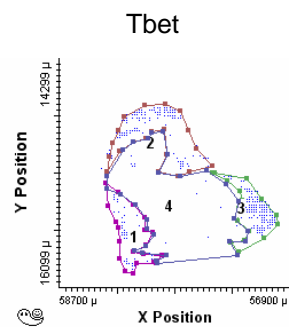 Tbet
14299 µ
Y Position
16099 µ
2
3
4
1
58700 µ
56900 µ
X Position